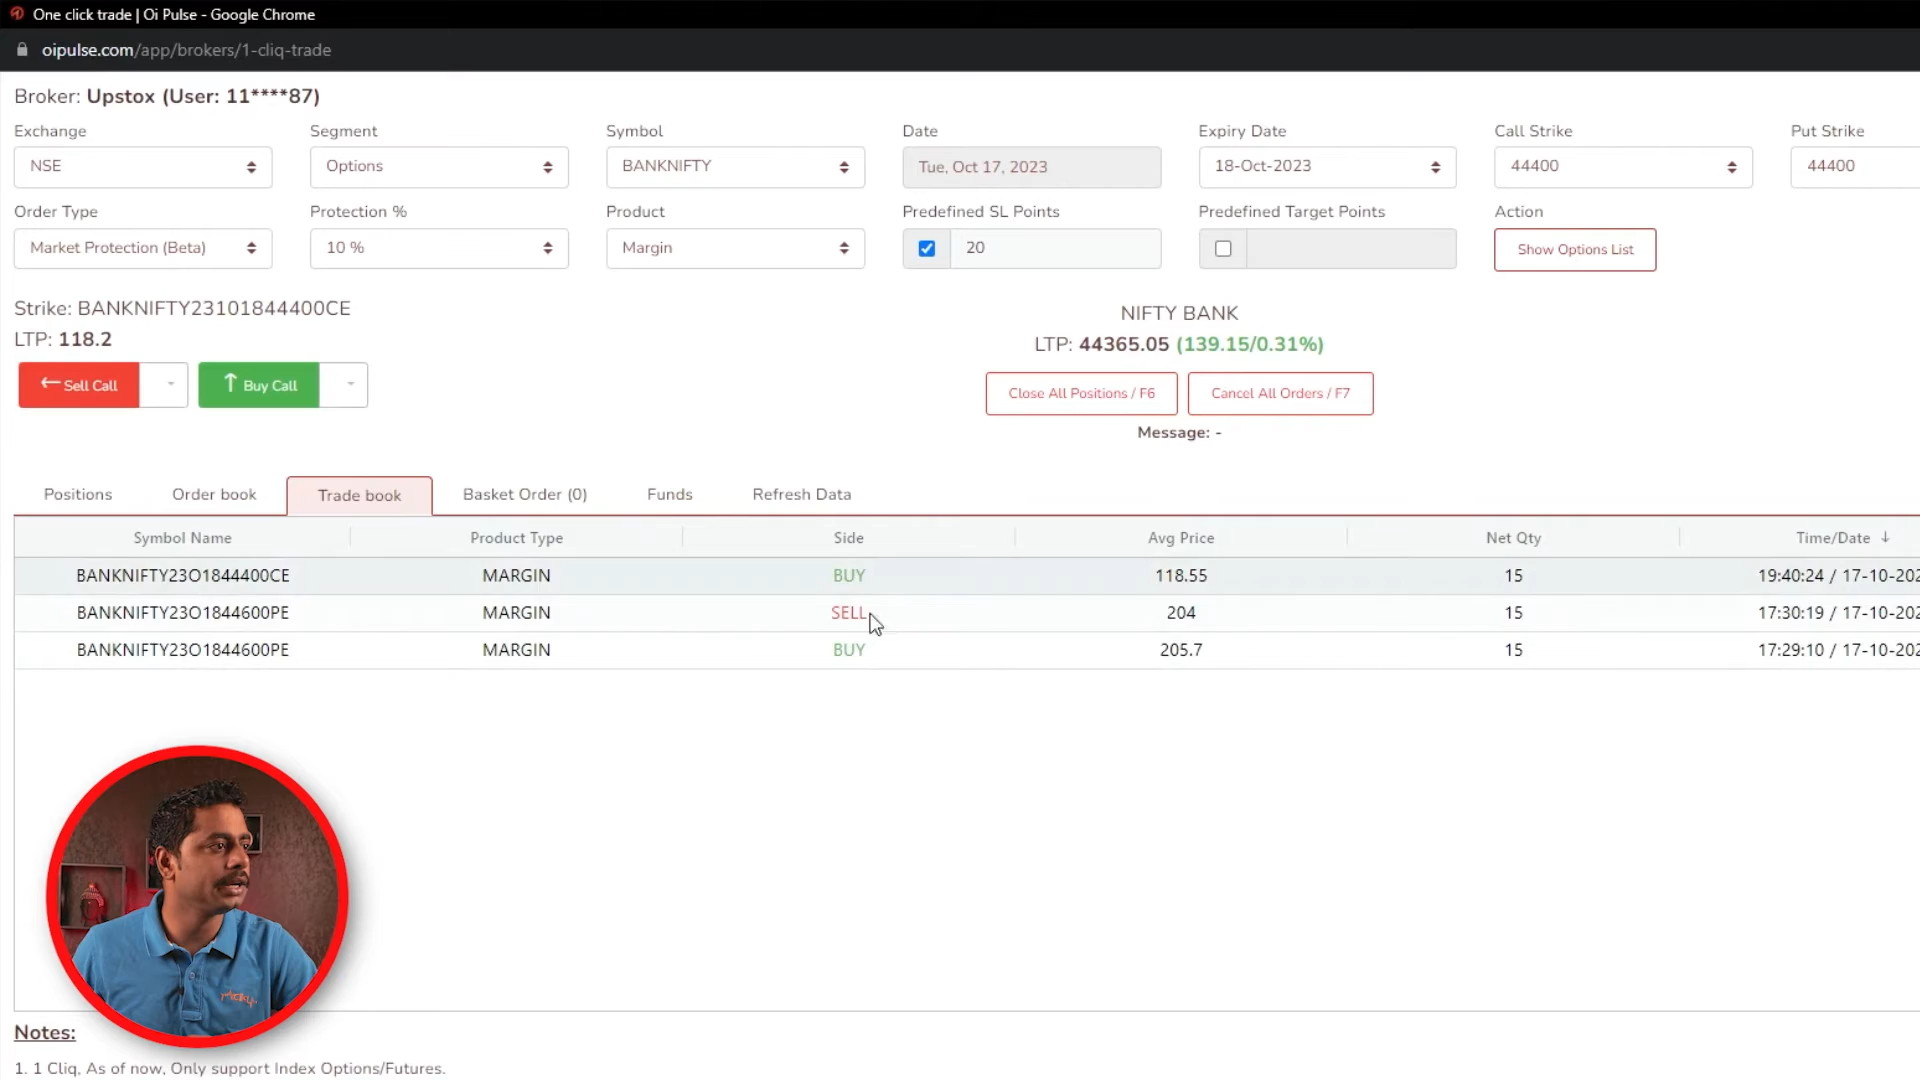 One click trade | Oi Pulse - Google Chrome
oipulse.com/app/brokers/1-cliq-trade
Broker: Upstox (User: 11****87)
Exchange Segment Symbol Date Expiry Date Call Strike Put Strike
NSE Options BANKNIFTY Tue, Oct 17, 2023 18-Oct-2023 44400 44400
Order Type Protection % Product Predefined SL Points Predefined Target Points Action
Market Protection (Beta) 10 % Margin 20 Show Options List
Strike: BANKNIFTY23101844400CE
LTP: 118.2
Sell Call Buy Call
NIFTY BANK
LTP: 44365.05 (139.15/0.31%)
Close All Positions / F6 Cancel All Orders / F7
Message: -
Positions Order book Trade book Basket Order (0) Funds Refresh Data
Symbol Name Product Type Side Avg Price Net Qty Time/Date ↓
BANKNIFTY23O1844400CE MARGIN BUY 118.55 15 19:40:24 / 17-10-202
BANKNIFTY23O1844600PE MARGIN SELL 204 15 17:30:19 / 17-10-202
BANKNIFTY23O1844600PE MARGIN BUY 205.7 15 17:29:10 / 17-10-202
Notes:
1. 1 Cliq, As of now, Only support Index Options/Futures.